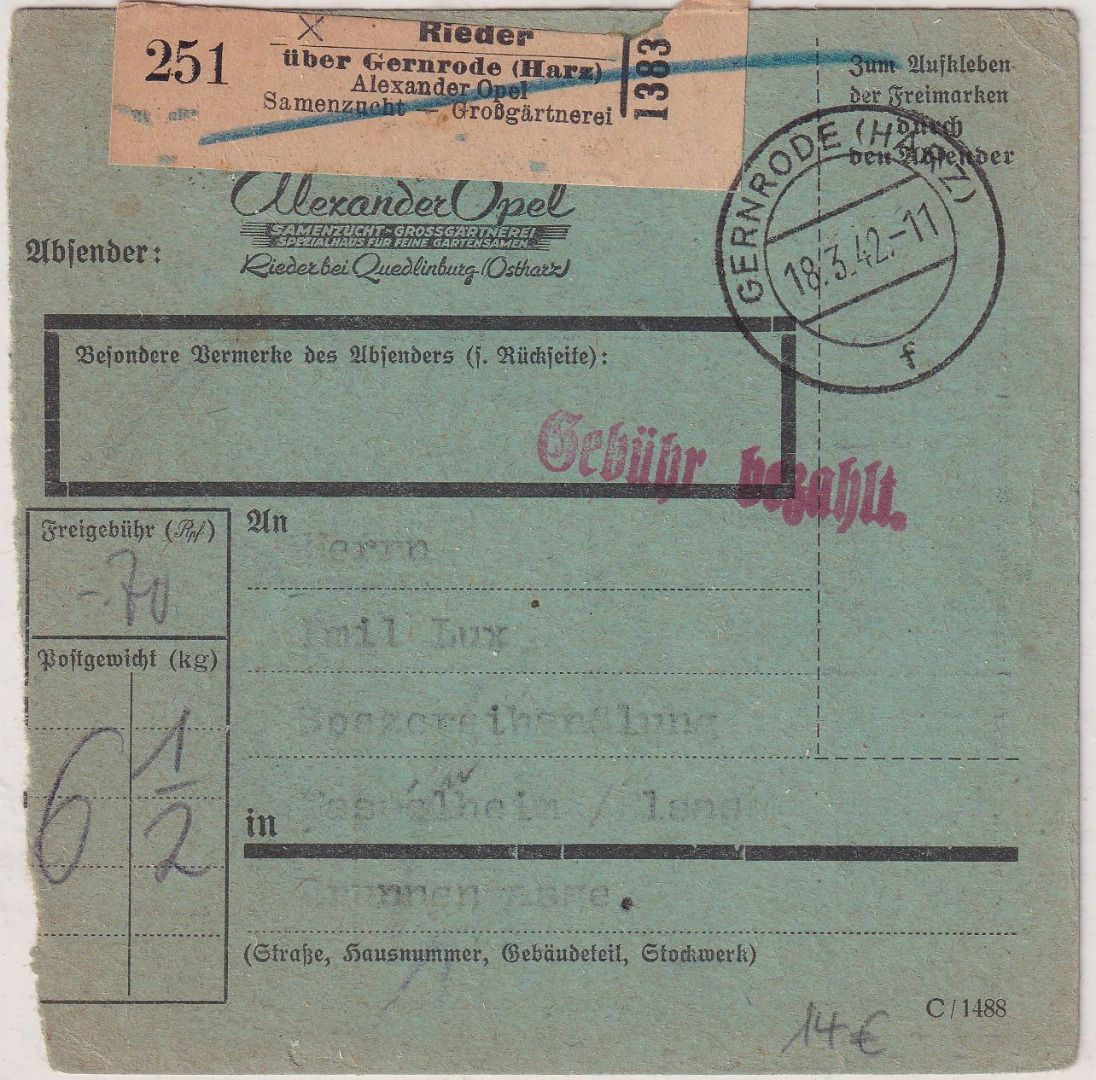 251
Rieder
über Gernrode (Harz)
Alexander Opel
Samenzucht — Großgärtnerei
1383
Zum Aufkleben
der Freimarken
durch
den Absender
GERNRODE (HARZ)
18.3.42.-11
f
Absender:
Alexander Opel
SAMENZUCHT-GROSSGÄRTNEREI
SPEZIALHAUS FÜR FEINE GARTENSAMEN
Rieder bei Quedlinburg (Ostharz)
Besondere Vermerke des Absenders (s. Rückseite):
Gebühr bezahlt.
Freigebühr (Rpf)
-.70
Postgewicht (kg)
6 1/2
An
Herrn
Emil Lux
Spezereihandlung
in
(Straße, Hausnummer, Gebäudeteil, Stockwerk)
C/1488
14 €